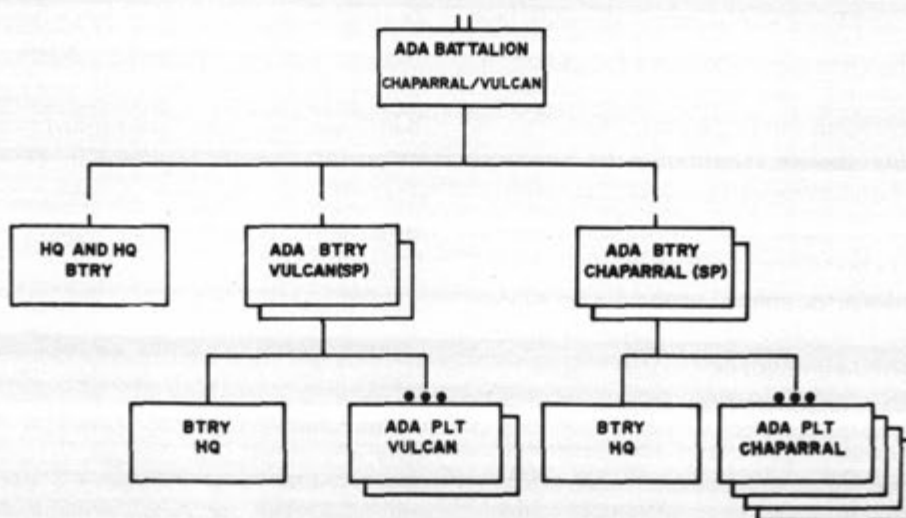 ADA BATTALION
CHAPARRAL/VULCAN
HQ AND HQ
BTRY
ADA BTRY
VULCAN(SP)
ADA BTRY
CHAPARRAL (SP)
BTRY
HQ
ADA PLT
VULCAN
BTRY
HQ
ADA PLT
CHAPARRAL